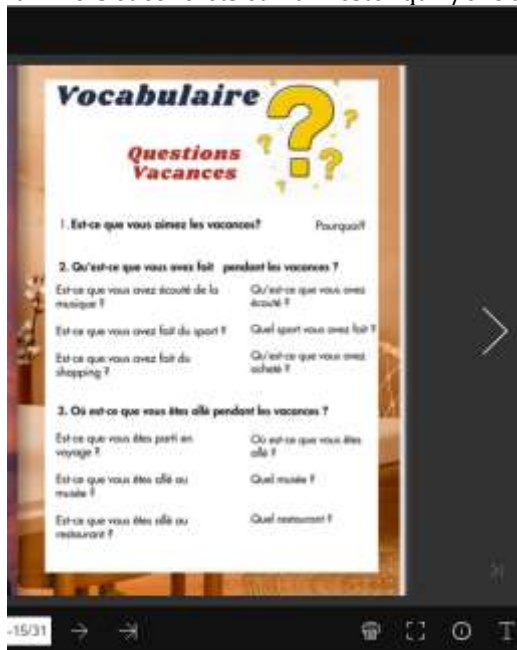 Vocabulaire
Questions
Vacances
1. Est-ce que vous aimez les vacances? Pourquoi?
2. Qu'est-ce que vous avez fait pendant les vacances ?
Est-ce que vous avez écouté de la Qu'est-ce que vous avez
musique ? écouté ?
Est-ce que vous avez fait du sport ? Quel sport vous avez fait ?
Est-ce que vous avez fait du Qu'est-ce que vous avez
shopping ? acheté ?
3. Où est-ce que vous êtes allé pendant les vacances ?
Est-ce que vous êtes parti en Où est-ce que vous êtes
voyage ? allé ?
Est-ce que vous êtes allé au Quel musée ?
musée ?
Est-ce que vous êtes allé au Quel restaurant ?
restaurant ?
-15/31